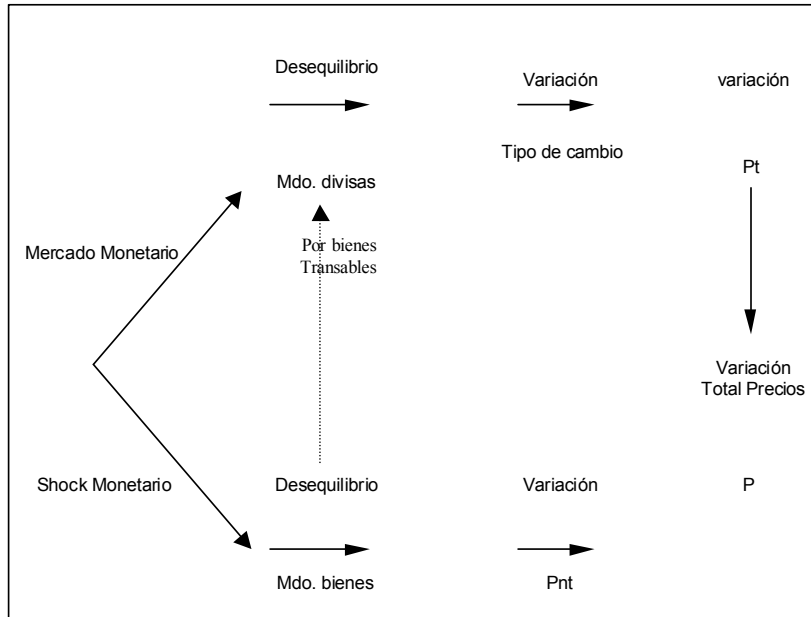 Desequilibrio
Variación
variación
Tipo de cambio
Mdo. divisas
Pt
Mercado Monetario
Por bienes
Transables
Variación
Total Precios
Shock Monetario
Desequilibrio
Variación
P
Mdo. bienes
Pnt